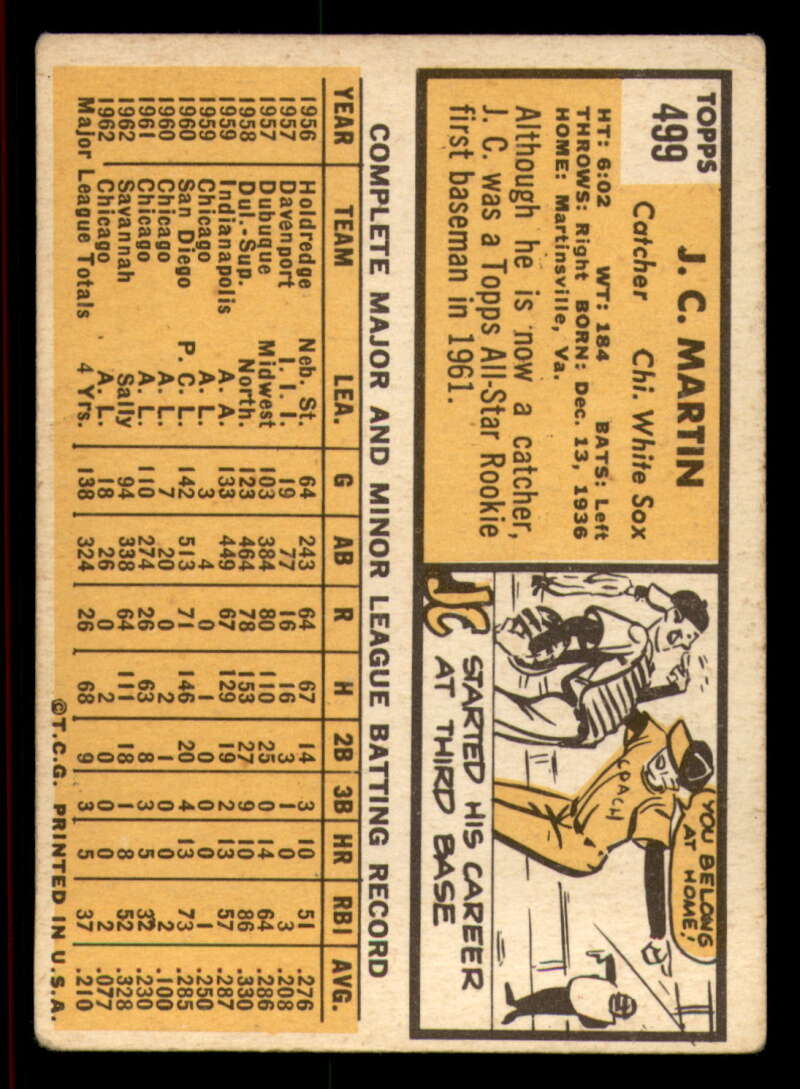 TOPPS
499
J. C. MARTIN
Catcher Chi. White Sox
HT: 6:02 WT: 184 BATS: Left
THROWS: Right BORN: Dec. 13, 1936
HOME: Martinsville, Va.
Although he is now a catcher,
J. C. was a Topps All-Star Rookie
first baseman in 1961.
YOU BELONG
AT
HOME!
COACH
JC STARTED HIS CAREER
AT THIRD BASE
COMPLETE MAJOR AND MINOR LEAGUE BATTING RECORD
YEAR TEAM LEA. G AB R H 2B 3B HR RBI AVG.
1956 Holdredge Neb. St. 64 243 64 67 14 3 10 51 .276
1957 Davenport I. I. I. 19 77 16 16 3 1 0 3 .208
1957 Dubuque Midwest 103 384 80 110 25 0 14 64 .286
1958 Dul.-Sup. North. 123 464 78 153 27 9 10 86 .330
1959 Indianapolis A. A. 133 449 67 129 19 2 13 57 .287
1959 Chicago A. L. 3 4 0 1 0 0 0 1 .250
1960 San Diego P. C. L. 142 513 71 146 20 4 13 73 .285
1960 Chicago A. L. 7 20 0 2 1 0 0 2 .100
1961 Chicago A. L. 110 274 26 63 8 3 5 32 .230
1962 Savannah Sally 94 338 64 111 18 1 8 52 .328
1962 Chicago A. L. 18 26 0 2 0 0 0 2 .077
Major League Totals 4 Yrs. 138 324 26 68 9 3 5 37 .210
©T.C.G. PRINTED IN U.S.A.